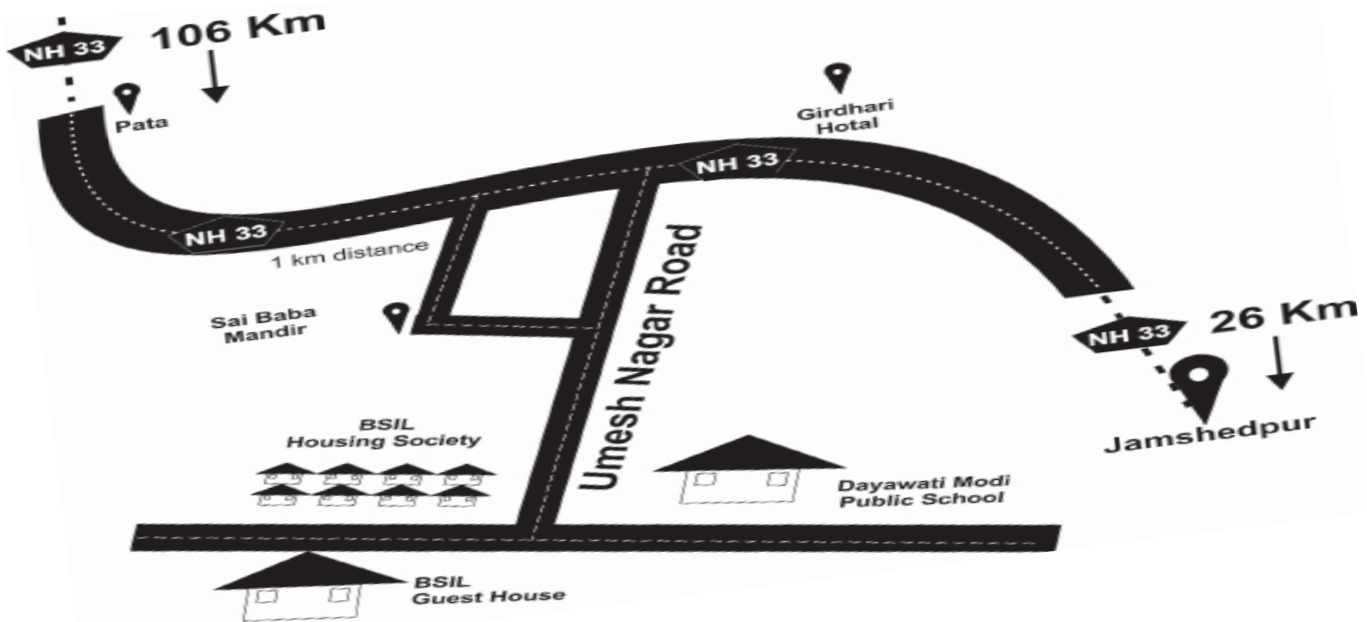 NH 33
106 Km
Pata
Girdhari
Hotal
NH 33
NH 33
1 km distance
Sai Baba
Mandir
Umesh Nagar Road
NH 33
26 Km
Jamshedpur
BSIL
Housing Society
Dayawati Modi
Public School
BSIL
Guest House